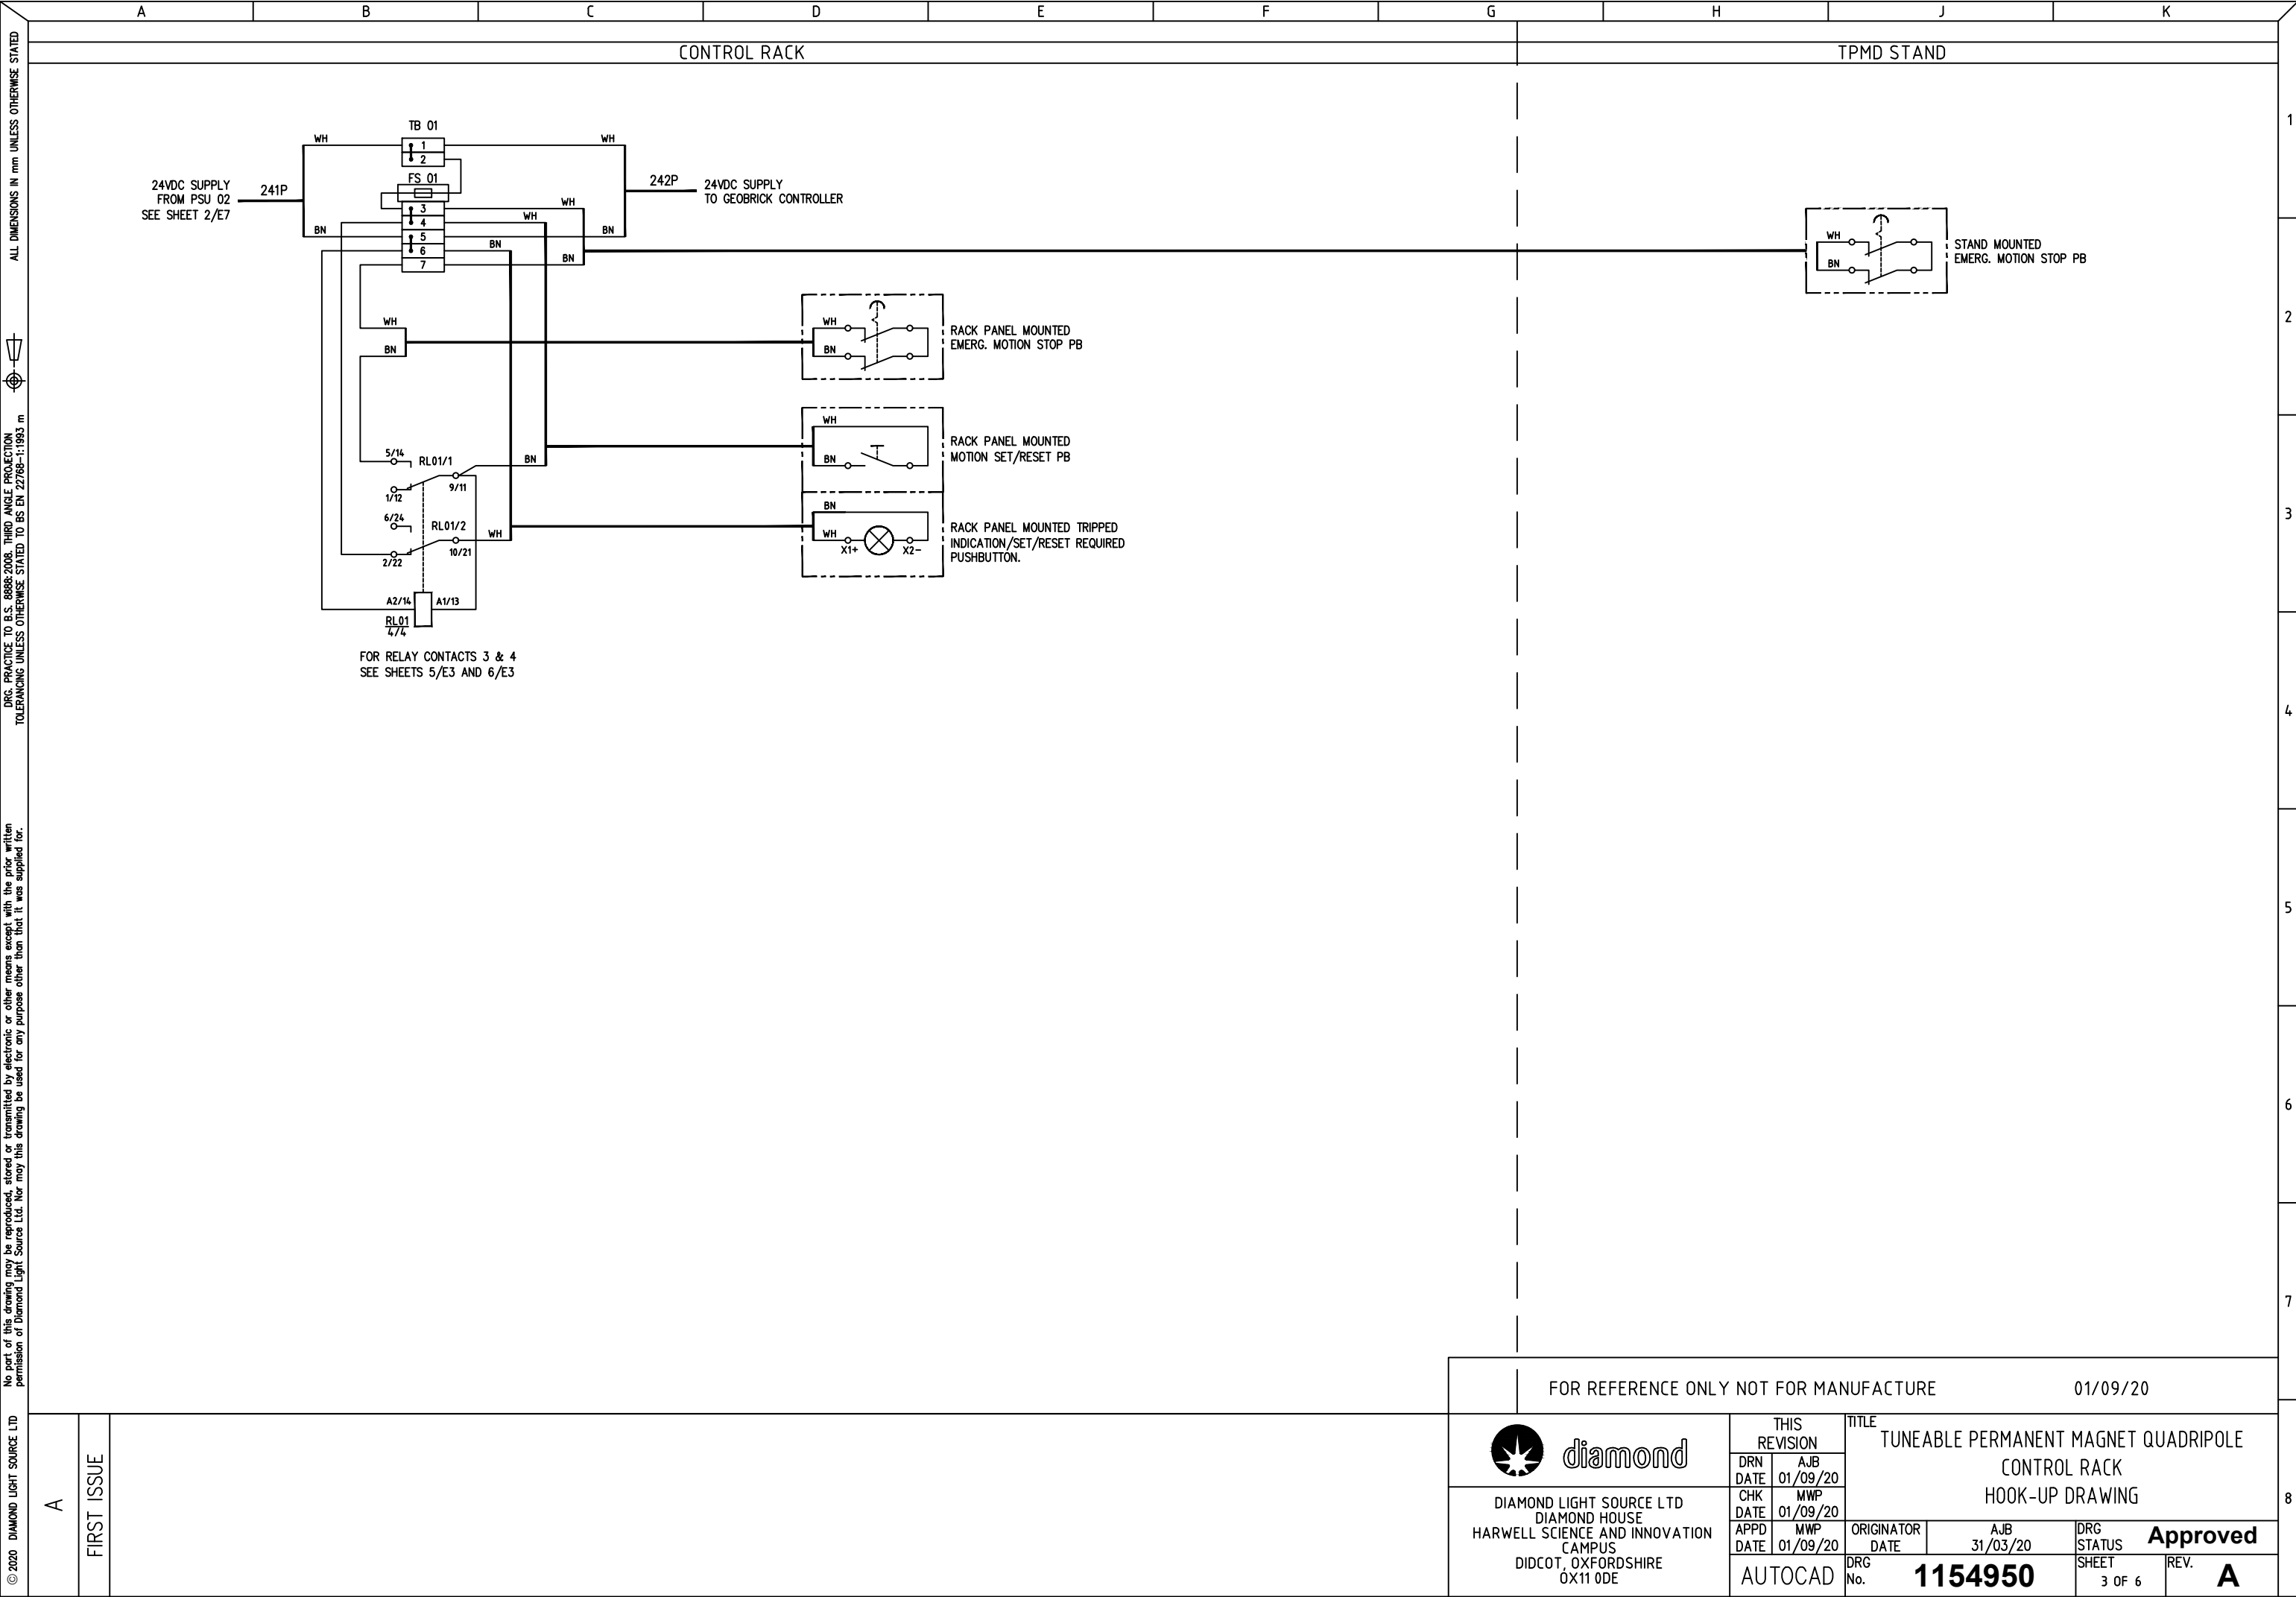 A B C D E F G H J K
CONTROL RACK
TPMD STAND
1
2
3
4
5
6
7
8
ALL DIMENSIONS IN mm UNLESS OTHERWISE STATED
DRG. PRACTICE TO B.S. 8888:2008. THIRD ANGLE PROJECTION
TOLERANCING UNLESS OTHERWISE STATED TO BS EN 22768-1:1993 m
No part of this drawing may be reproduced, stored or transmitted by electronic or other means except with the prior written
permission of Diamond Light Source Ltd. Nor may this drawing be used for any purpose other than that it was supplied for.
© 2020 DIAMOND LIGHT SOURCE LTD
TB 01
WH
WH
1
2
FS 01
24VDC SUPPLY
FROM PSU 02
SEE SHEET 2/E7
241P
242P
24VDC SUPPLY
TO GEOBRICK CONTROLLER
3
WH
4
WH
BN
5
BN
6
BN
7
BN
WH
BN
STAND MOUNTED
EMERG. MOTION STOP PB
WH
BN
WH
BN
RACK PANEL MOUNTED
EMERG. MOTION STOP PB
WH
BN
RACK PANEL MOUNTED
MOTION SET/RESET PB
5/14
RL01/1
BN
1/12
9/11
6/24
RL01/2
WH
2/22
10/21
BN
WH
X1+
X2-
RACK PANEL MOUNTED TRIPPED
INDICATION/SET/RESET REQUIRED
PUSHBUTTON.
A2/14
A1/13
RL01
4/4
FOR RELAY CONTACTS 3 & 4
SEE SHEETS 5/E3 AND 6/E3
FOR REFERENCE ONLY NOT FOR MANUFACTURE 01/09/20
A
FIRST ISSUE
diamond
DIAMOND LIGHT SOURCE LTD
DIAMOND HOUSE
HARWELL SCIENCE AND INNOVATION
CAMPUS
DIDCOT, OXFORDSHIRE
OX11 0DE
THIS
REVISION
DRN AJB
DATE 01/09/20
CHK MWP
DATE 01/09/20
APPD MWP
DATE 01/09/20
AUTOCAD
TITLE
TUNEABLE PERMANENT MAGNET QUADRIPOLE
CONTROL RACK
HOOK-UP DRAWING
ORIGINATOR AJB
DATE 31/03/20
DRG
STATUS
Approved
DRG
No.
1154950
SHEET
3 OF 6
REV.
A